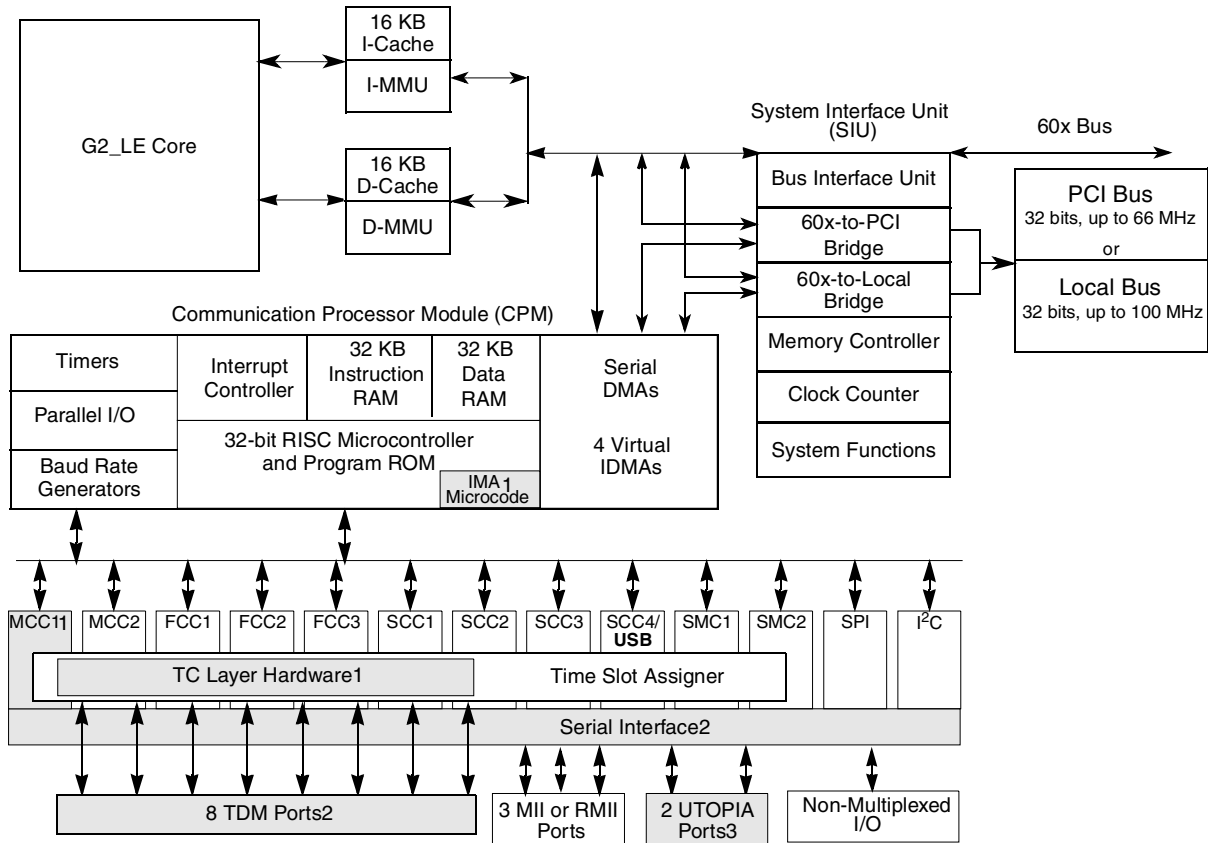 G2_LE Core
16 KB
I-Cache
I-MMU
16 KB
D-Cache
D-MMU
System Interface Unit
(SIU)
60x Bus
Bus Interface Unit
60x-to-PCI
Bridge
60x-to-Local
Bridge
Memory Controller
Clock Counter
System Functions
PCI Bus
32 bits, up to 66 MHz
or
Local Bus
32 bits, up to 100 MHz
Communication Processor Module (CPM)
Timers
Parallel I/O
Baud Rate
Generators
Interrupt
Controller
32 KB
Instruction
RAM
32 KB
Data
RAM
32-bit RISC Microcontroller
and Program ROM
IMA1
Microcode
Serial
DMAs
4 Virtual
IDMAs
MCC11
MCC2
FCC1
FCC2
FCC3
SCC1
SCC2
SCC3
SCC4/
USB
SMC1
SMC2
SPI
I2C
TC Layer Hardware1
Time Slot Assigner
Serial Interface2
8 TDM Ports2
3 MII or RMII
Ports
2 UTOPIA
Ports3
Non-Multiplexed
I/O